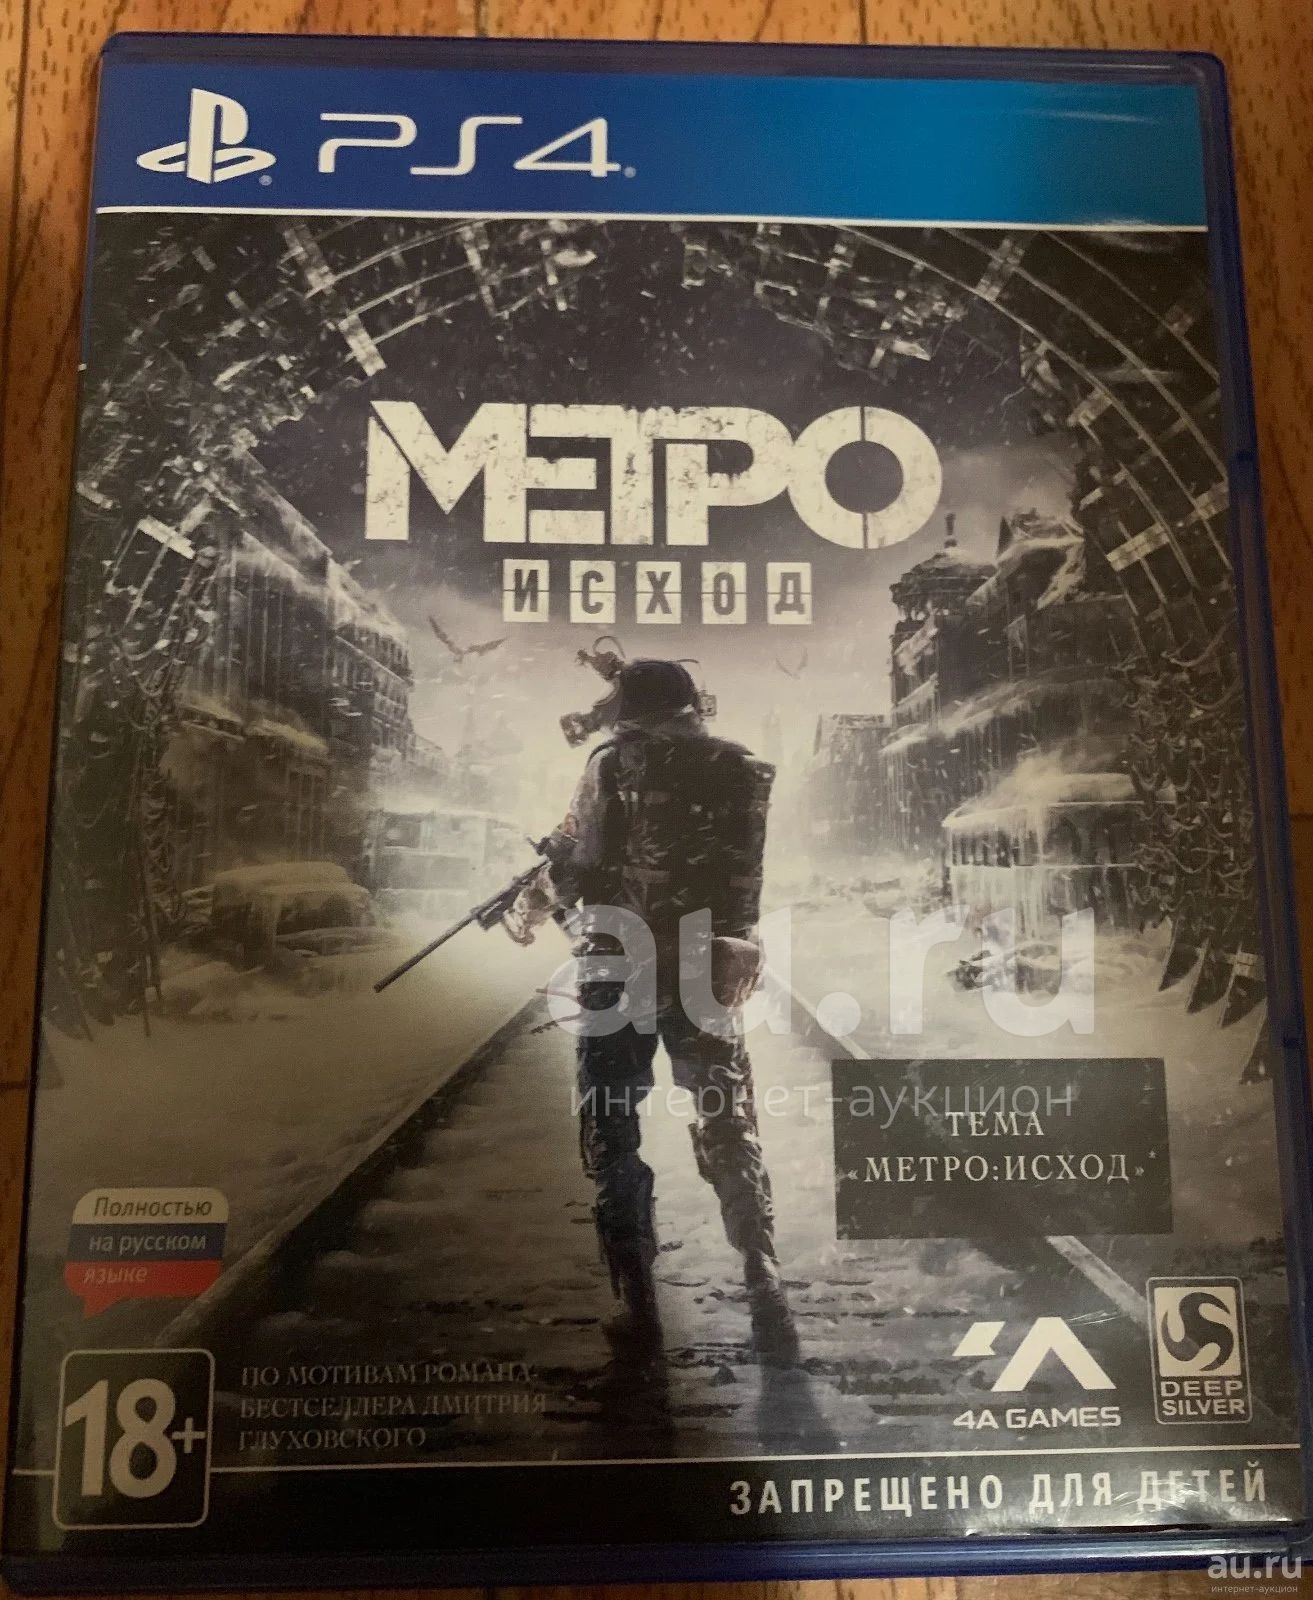 PS4
МЕТРО
ИСХОД
au.ru
интернет-аукцион
ТЕМА
«МЕТРО:ИСХОД»*
Полностью
на русском
языке
18+
ПО МОТИВАМ РОМАНА-
БЕСТСЕЛЛЕРА ДМИТРИЯ
ГЛУХОВСКОГО
4A GAMES
DEEP
SILVER
ЗАПРЕЩЕНО ДЛЯ ДЕТЕЙ
au.ru
интернет-аукцион